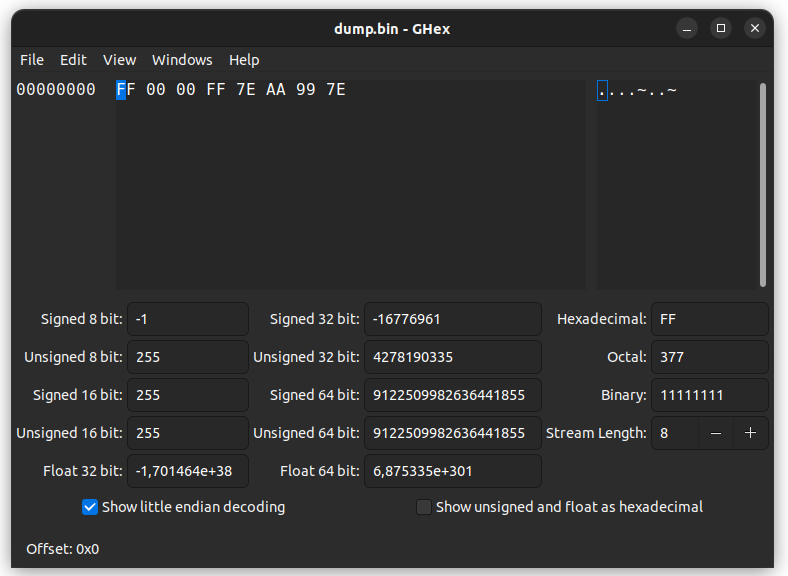 dump.bin - GHex
File Edit View Windows Help
00000000 FF 00 00 FF 7E AA 99 7E ....~..~
Signed 8 bit: -1 Signed 32 bit: -16776961 Hexadecimal: FF
Unsigned 8 bit: 255 Unsigned 32 bit: 4278190335 Octal: 377
Signed 16 bit: 255 Signed 64 bit: 9122509982636441855 Binary: 11111111
Unsigned 16 bit: 255 Unsigned 64 bit: 9122509982636441855 Stream Length: 8
Float 32 bit: -1,701464e+38 Float 64 bit: 6,875335e+301
Show little endian decoding Show unsigned and float as hexadecimal
Offset: 0x0